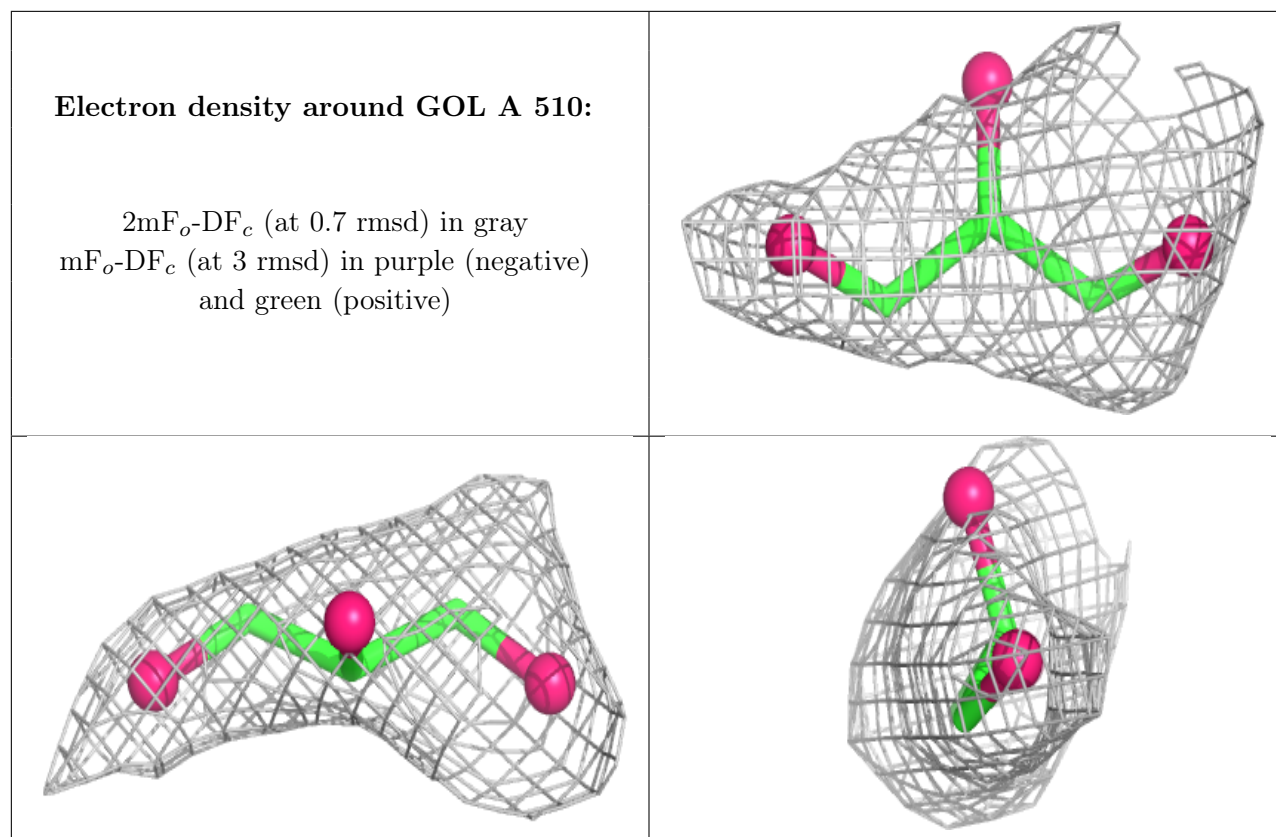 Electron density around GOL A 510:
2mFo-DFc (at 0.7 rmsd) in gray
mFo-DFc (at 3 rmsd) in purple (negative)
and green (positive)